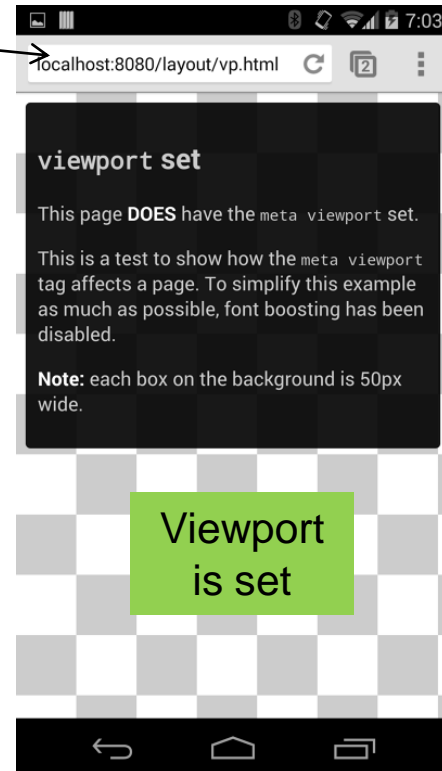 7:03
localhost:8080/layout/vp.html
2
viewport set
This page DOES have the meta viewport set.
This is a test to show how the meta viewport
tag affects a page. To simplify this example
as much as possible, font boosting has been
disabled.
Note: each box on the background is 50px
wide.
Viewport
is set